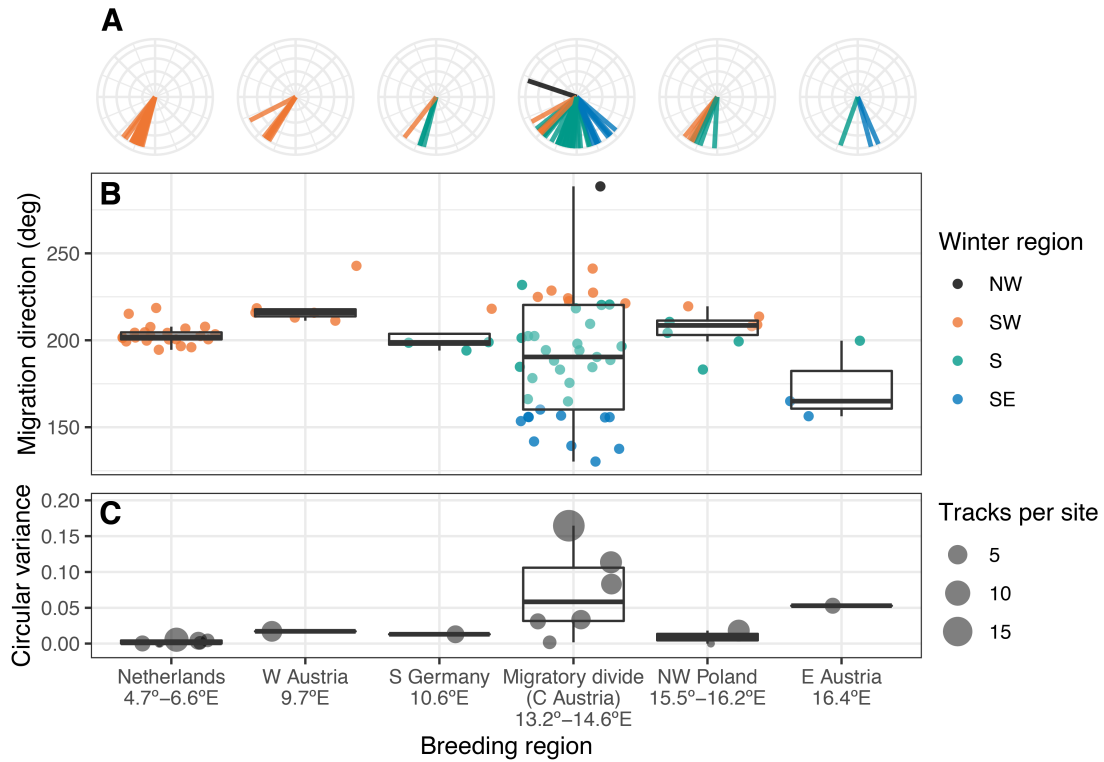 A
B
Migration direction (deg)
250
200
150
Winter region
NW
SW
S
SE
C
Circular variance
0.20
0.15
0.10
0.05
0.00
Tracks per site
5
10
15
Netherlands
4.7º–6.6ºE
W Austria
9.7ºE
S Germany
10.6ºE
Migratory divide
(C Austria)
13.2º–14.6ºE
NW Poland
15.5º–16.2ºE
E Austria
16.4ºE
Breeding region